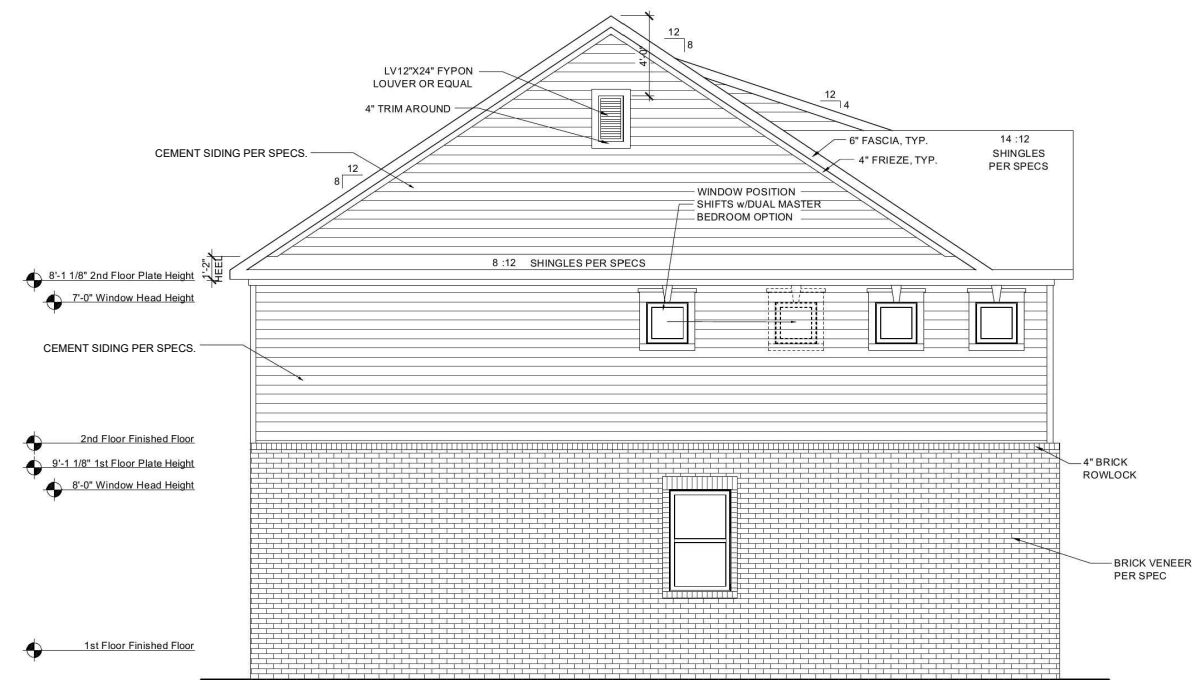 12
8
4'-0"
LV12"X24" FYPON
LOUVER OR EQUAL
4" TRIM AROUND
12
4
6" FASCIA, TYP.
4" FRIEZE, TYP.
14 :12
SHINGLES
PER SPECS
CEMENT SIDING PER SPECS.
12
8
WINDOW POSITION
SHIFTS w/DUAL MASTER
BEDROOM OPTION
1'-2"
HEEL
8 :12 SHINGLES PER SPECS
8'-1 1/8" 2nd Floor Plate Height
7'-0" Window Head Height
CEMENT SIDING PER SPECS.
2nd Floor Finished Floor
9'-1 1/8" 1st Floor Plate Height
8'-0" Window Head Height
4" BRICK
ROWLOCK
BRICK VENEER
PER SPEC
1st Floor Finished Floor